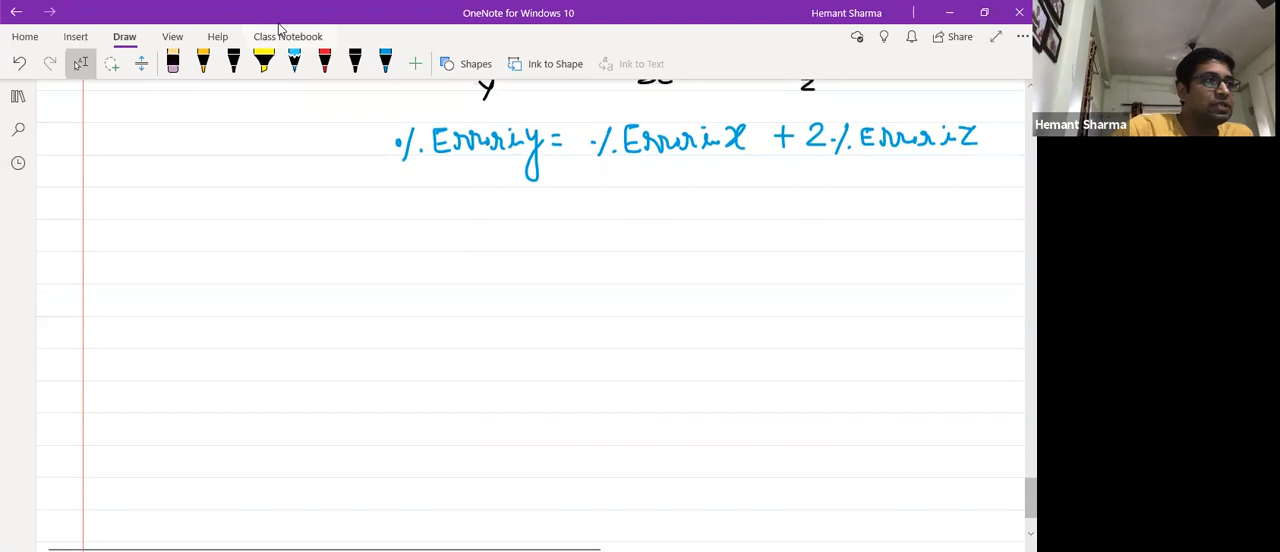 OneNote for Windows 10
Hemant Sharma
Home Insert Draw View Help Class Notebook
Share
Shapes Ink to Shape Ink to Text
y x z
% Error in y = % Error in x + 2 % Error in z
Hemant Sharma